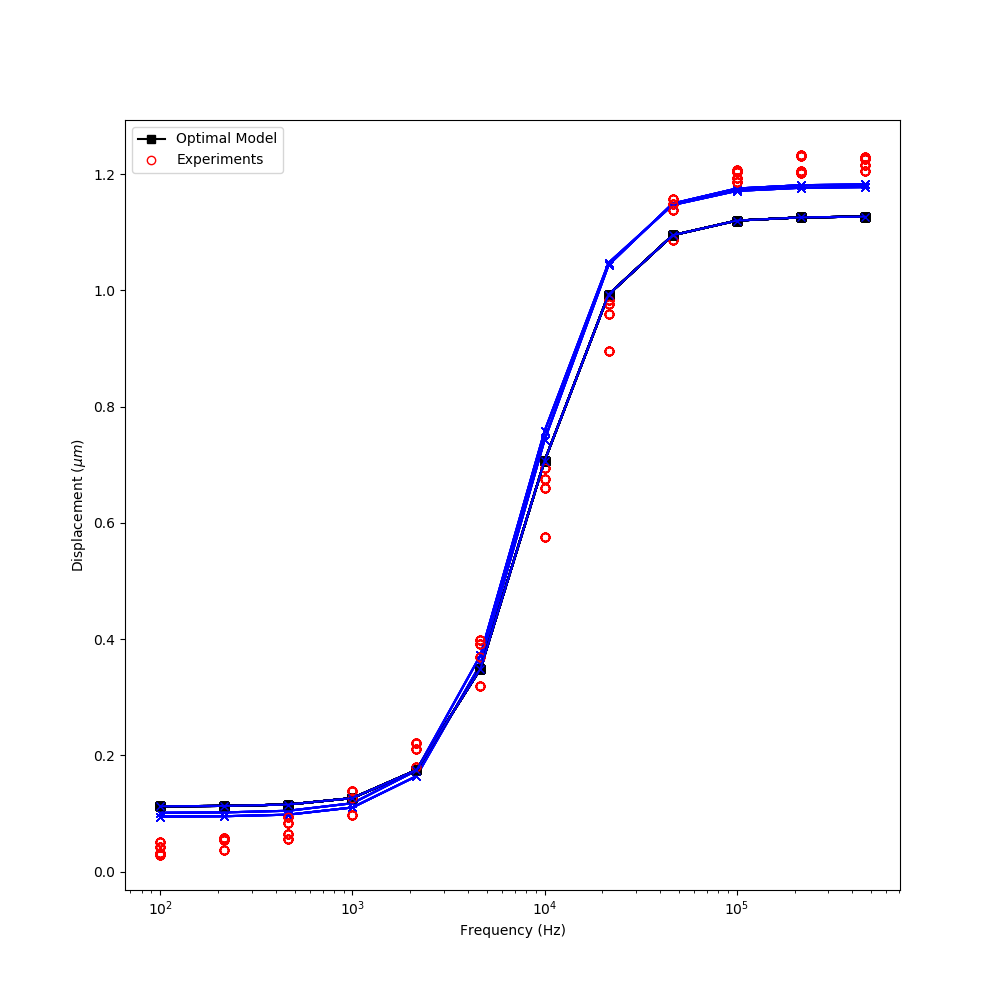 Optimal Model
Experiments
1.2
1.0
0.8
0.6
0.4
0.2
0.0
Displacement (μm)
10²
10³
10⁴
10⁵
Frequency (Hz)